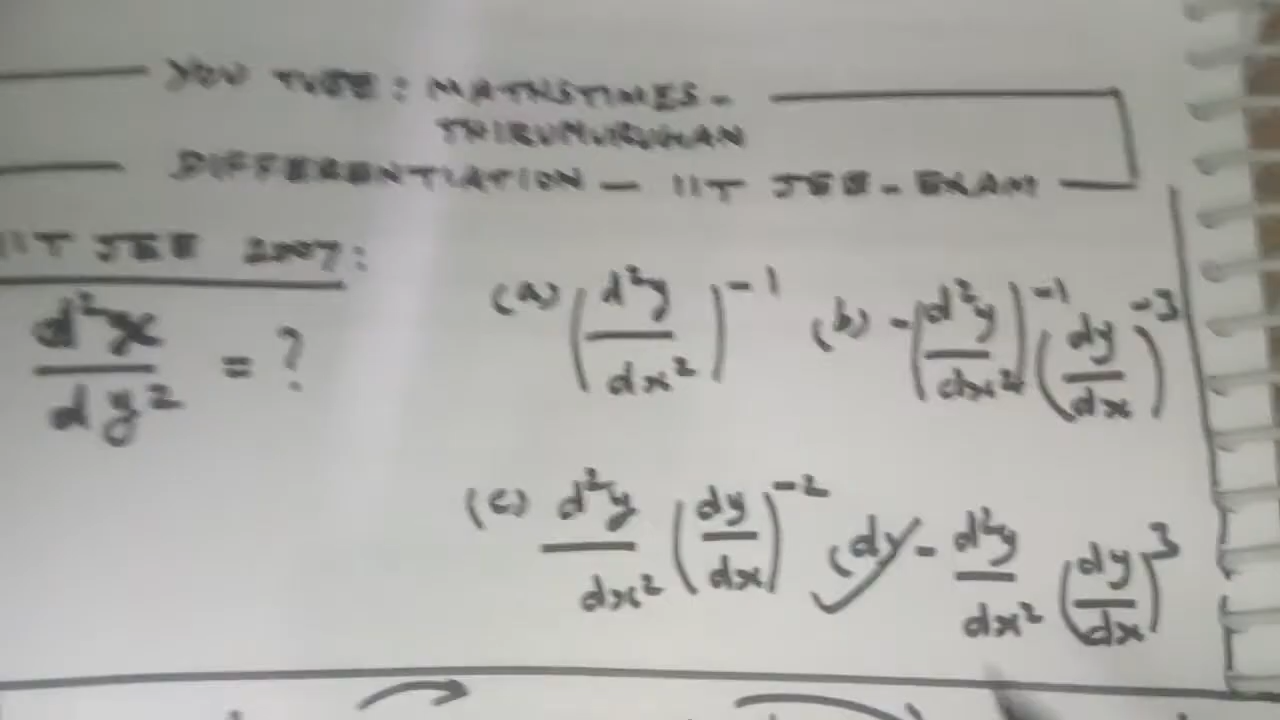 YOU TUBE : MATHSTIMES -
THIRUMURUHAN
DIFFERENTIATION - IIT JEE - EXAM
IIT JEE 2007:
d²x/dy² = ?
(a) (d²y/dx²)⁻¹ (b) -(d²y/dx²)⁻¹ (dy/dx)⁻³
(c) d²y/dx² (dy/dx)⁻² (d) - d²y/dx² (dy/dx)³